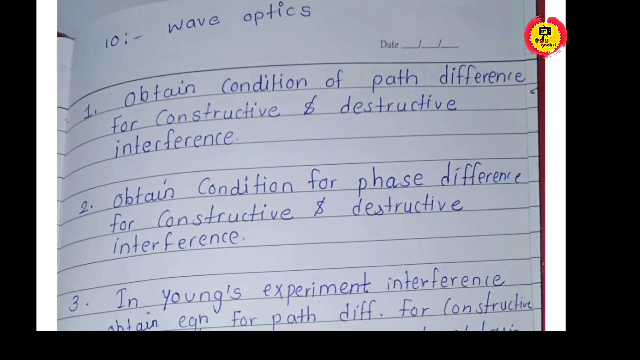 10:- wave optics
Date __/__/__
1. obtain condition of path difference
for constructive & destructive
interference.
2. obtain condition for phase difference
for constructive & destructive
interference.
3. In Young's experiment interference
obtain eqn for path diff. for constructive
edu